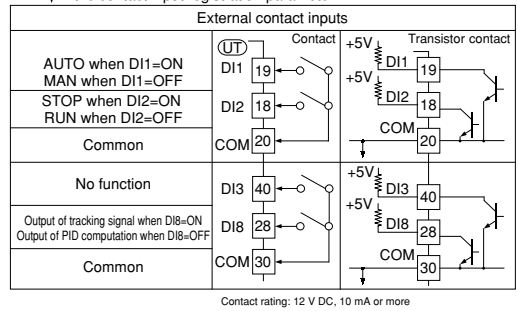 External contact inputs
AUTO when DI1=ON
MAN when DI1=OFF
STOP when DI2=ON
RUN when DI2=OFF
Common
UT
Contact
DI1 19
DI2 18
COM 20
Transistor contact
+5V
DI1 19
+5V
DI2 18
COM
20
No function
Output of tracking signal when DI8=ON
Output of PID computation when DI8=OFF
Common
DI3 40
DI8 28
COM 30
+5V
DI3
40
+5V
DI8
28
COM
30
Contact rating: 12 V DC, 10 mA or more